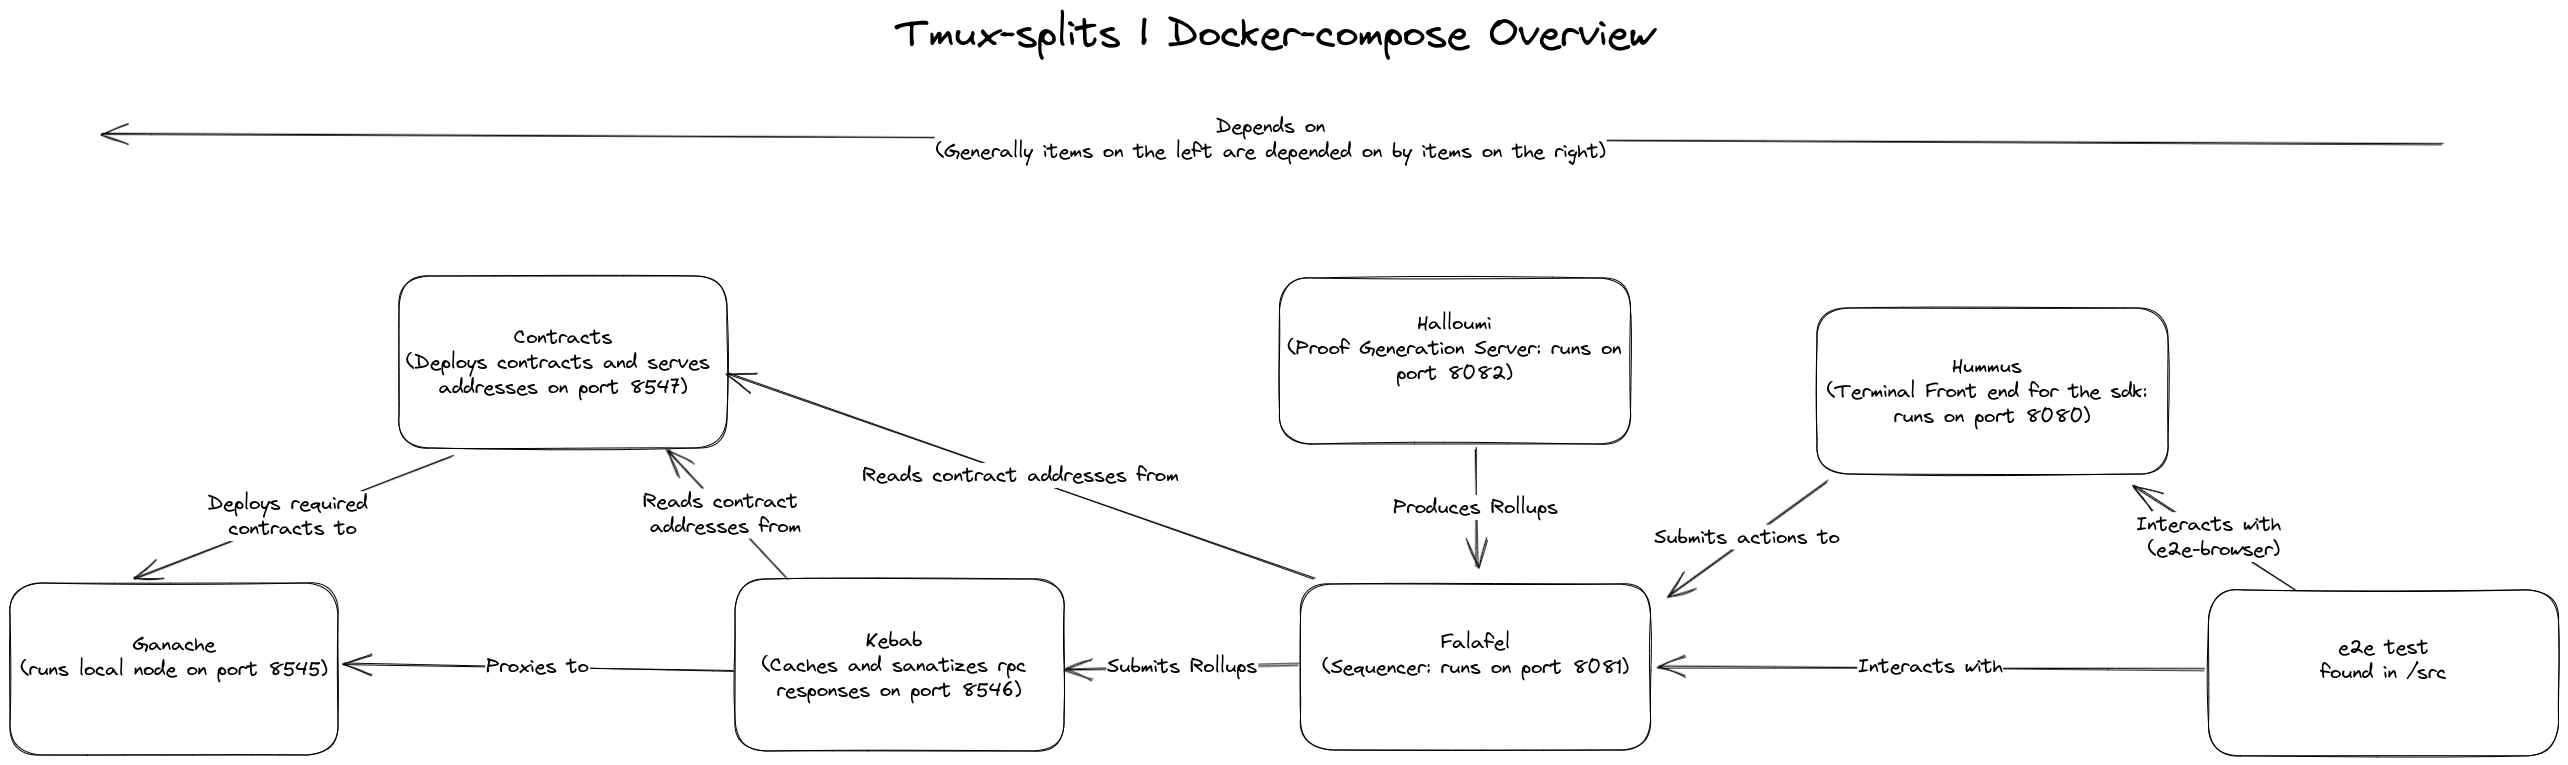 Tmux-splits | Docker-compose Overview
Depends on
(Generally items on the left are depended on by items on the right)
Contracts
(Deploys contracts and serves
addresses on port 8547)
Halloumi
(Proof Generation Server: runs on
port 8082)
Hummus
(Terminal Front end for the sdk:
runs on port 8080)
Deploys required
contracts to
Reads contract
addresses from
Reads contract addresses from
Produces Rollups
Submits actions to
Interacts with
(e2e-browser)
Ganache
(runs local node on port 8545)
Proxies to
Kebab
(Caches and sanatizes rpc
responses on port 8546)
Submits Rollups
Falafel
(Sequencer: runs on port 8081)
Interacts with
e2e test
found in /src